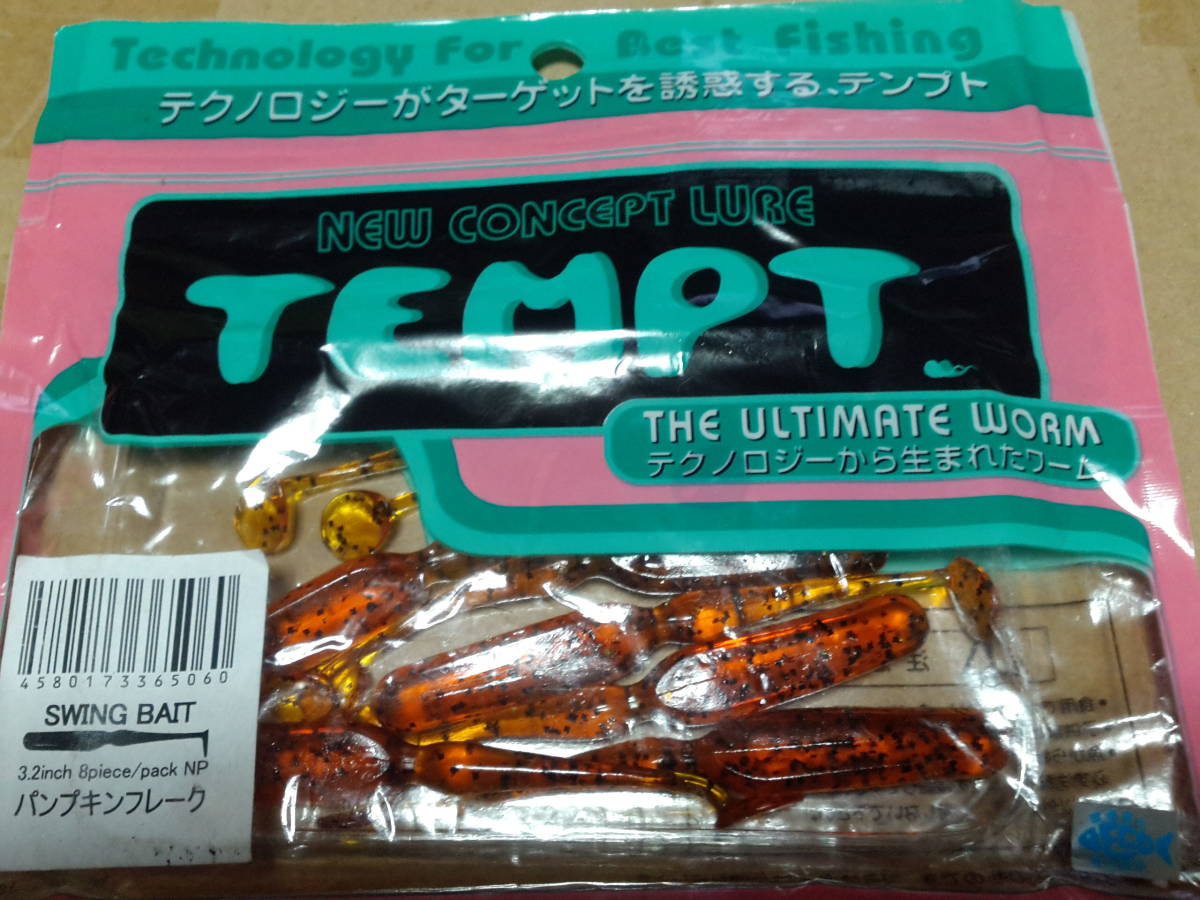 Technology For Best Fishing
テクノロジーがターゲットを誘惑する、テンプト
NEW CONCEPT LURE
TEMPT
THE ULTIMATE WORM
テクノロジーから生まれたワーム
4580173365060
SWING BAIT
3.2inch 8piece/pack NP
パンプキンフレーク